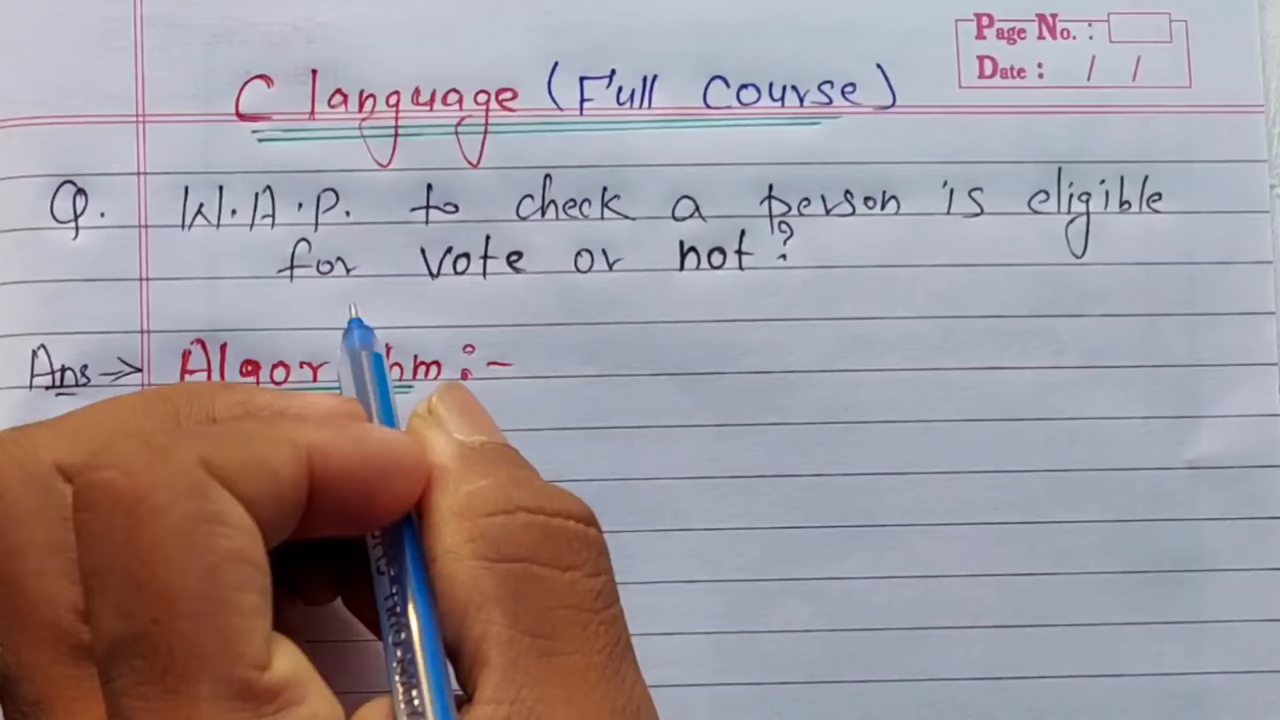 Page No. :
Date : / /
C language (Full Course)
Q. W.A.P. to check a person is eligible
for vote or not?
Ans → :-